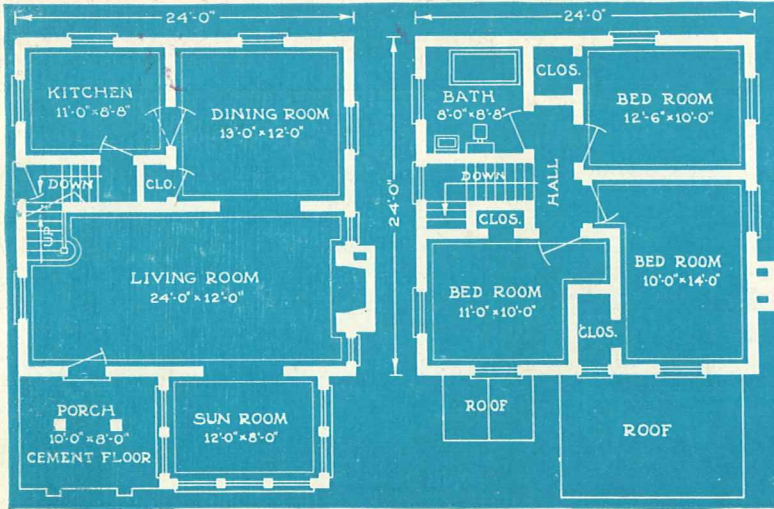 24'-0"
KITCHEN
11'-0" × 8'-8"
DINING ROOM
13'-0" × 12'-0"
DOWN
CLO.
UP
LIVING ROOM
24'-0" × 12'-0"
PORCH
10'-0" × 8'-0"
CEMENT FLOOR
SUN ROOM
12'-0" × 8'-0"
24'-0"
24'-0"
BATH
8'-0" × 8'-8"
CLOS.
BED ROOM
12'-6" × 10'-0"
DOWN
HALL
CLOS.
BED ROOM
11'-0" × 10'-0"
BED ROOM
10'-0" × 14'-0"
CLOS.
ROOF
ROOF